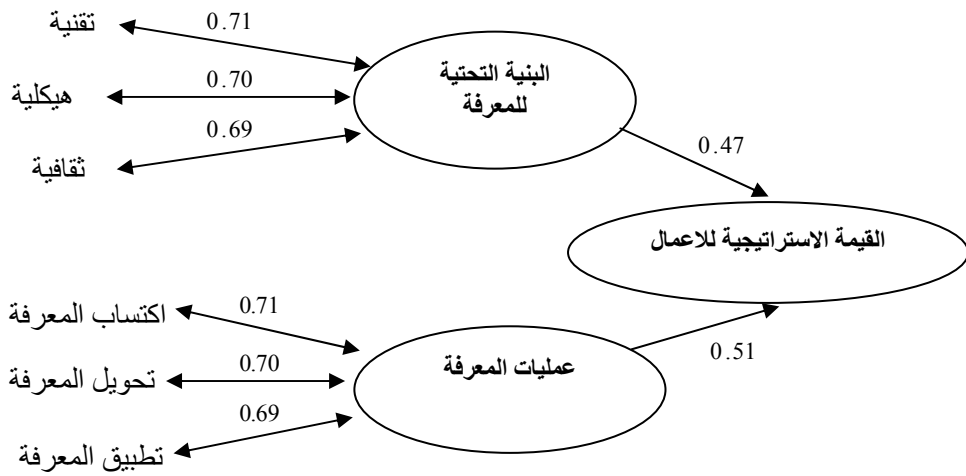 تقنية
0.71
البنية التحتية
للمعرفة
هيكلية
0.70
ثقافية
0.69
0.47
القيمة الاستراتيجية للاعمال
اكتساب المعرفة
0.71
عمليات المعرفة
0.51
تحويل المعرفة
0.70
تطبيق المعرفة
0.69